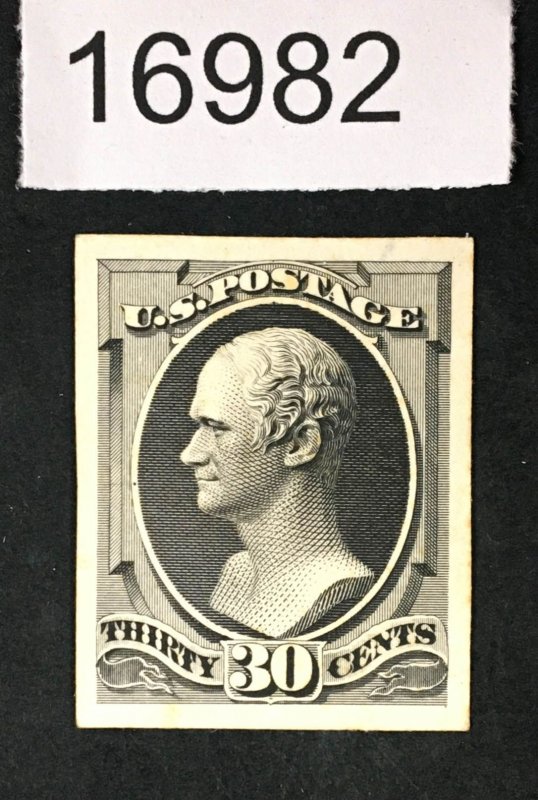 16982
U.S. POSTAGE
THIRTY 30 CENTS